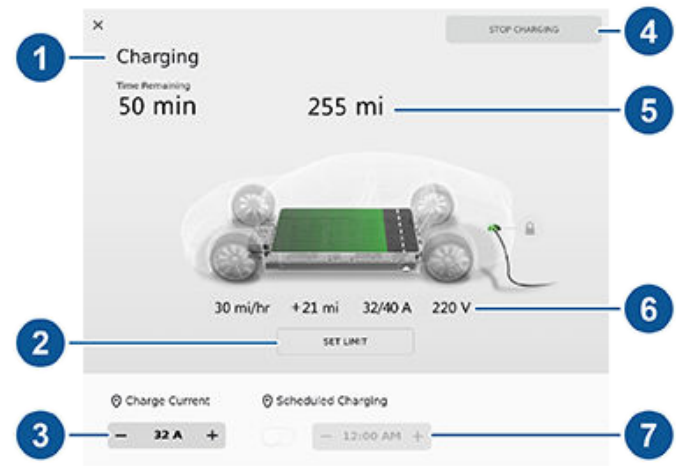 ×
STOP CHARGING
4
1
Charging
Time Remaining
50 min
255 mi
5
30 mi/hr +21 mi 32/40 A 220 V
6
2
SET LIMIT
Charge Current
Scheduled Charging
3
− 32 A +
− 12:00 AM +
7